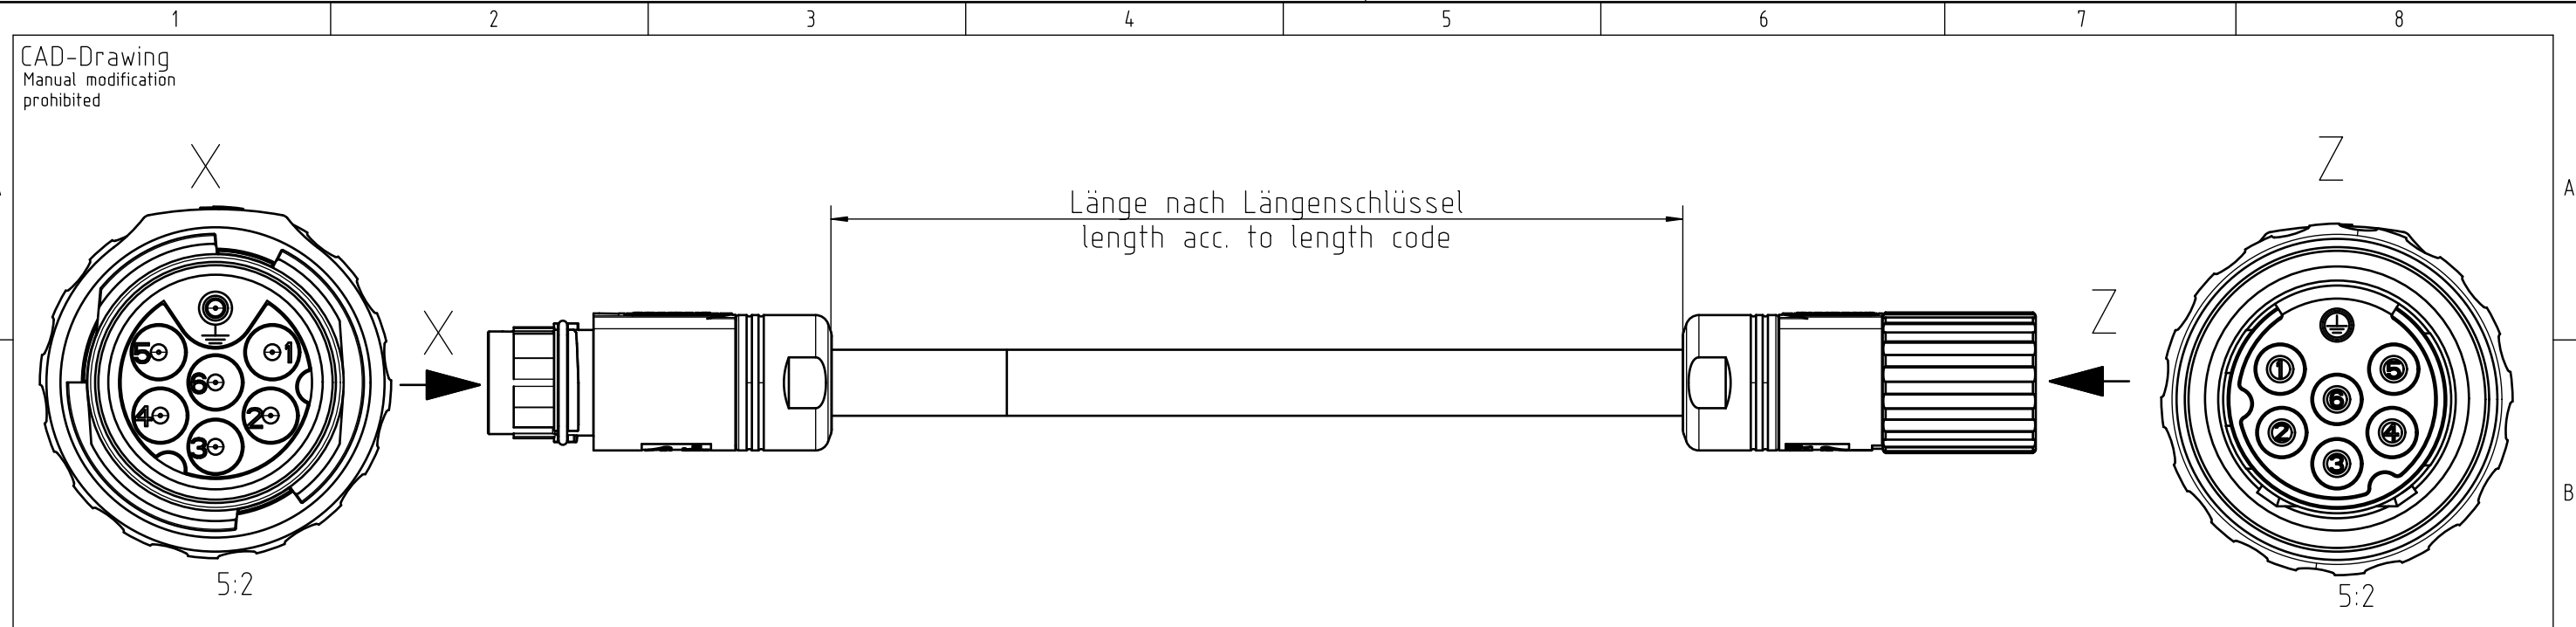 1 2 3 4 5 6 7 8
CAD-Drawing
Manual modification
prohibited
X
Z
A
Länge nach Längenschlüssel
length acc. to length code
X
Z
5 1
6
4 2
3
1 5
6
2 4
3
B
5:2
5:2